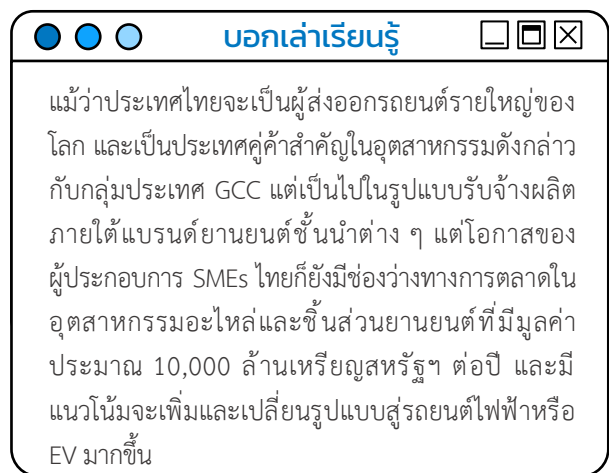 บอกเล่าเรียนรู้
แม้ว่าประเทศไทยจะเป็นผู้ส่งออกรถยนต์รายใหญ่ของ
โลก และเป็นประเทศคู่ค้าสำคัญในอุตสาหกรรมดังกล่าว
กับกลุ่มประเทศ GCC แต่เป็นไปในรูปแบบรับจ้างผลิต
ภายใต้แบรนด์ยานยนต์ชั้นนำต่าง ๆ แต่โอกาสของ
ผู้ประกอบการ SMEs ไทยก็ยังมีช่องว่างทางการตลาดใน
อุตสาหกรรมอะไหล่และชิ้นส่วนยานยนต์ที่มีมูลค่า
ประมาณ 10,000 ล้านเหรียญสหรัฐฯ ต่อปี และมี
แนวโน้มจะเพิ่มและเปลี่ยนรูปแบบสู่รถยนต์ไฟฟ้าหรือ
EV มากขึ้น